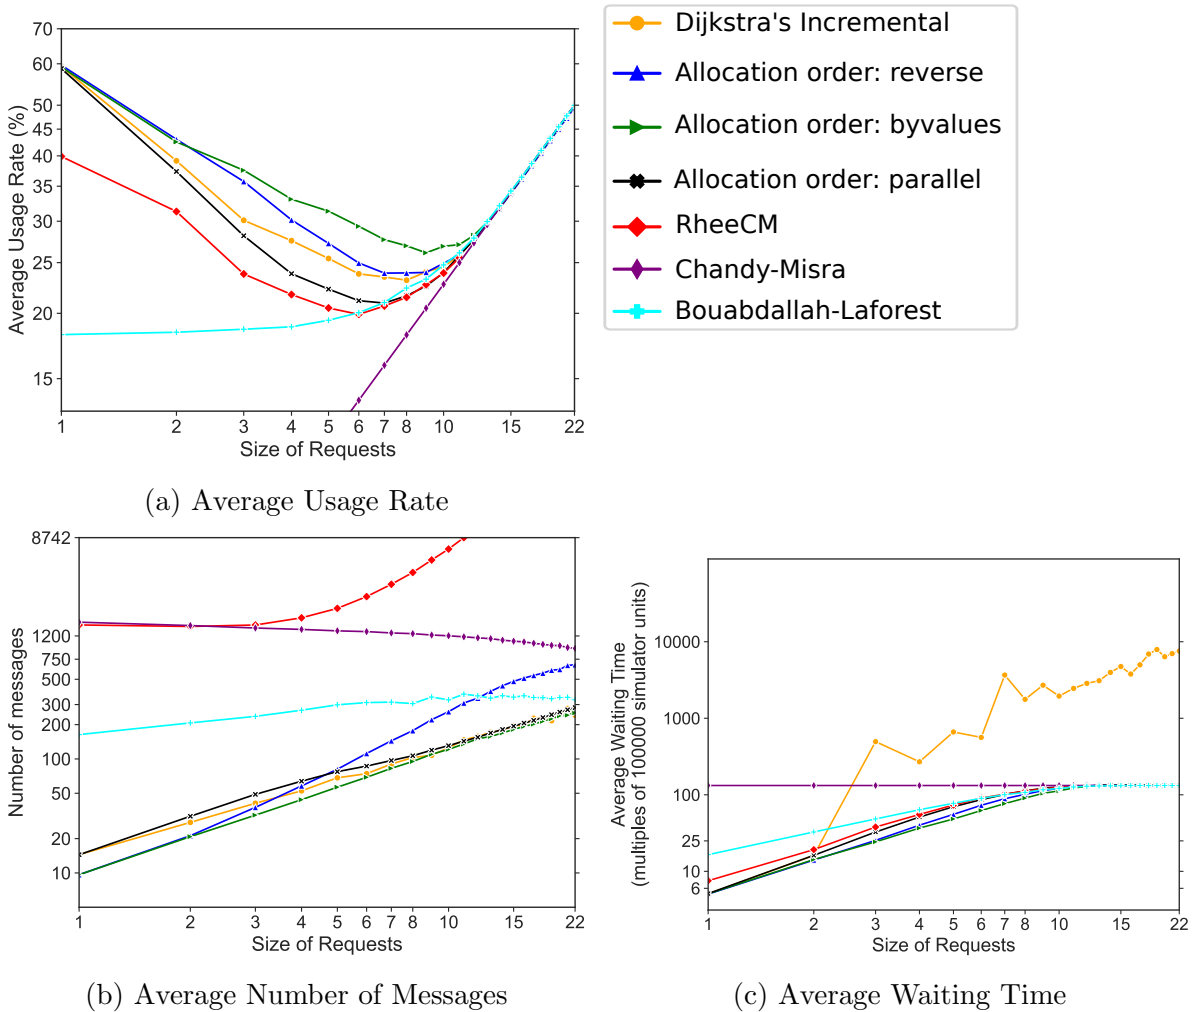 70
60
50
45
40
35
30
25
20
15
Average Usage Rate (%)
1 2 3 4 5 6 7 8 10 15 22
Size of Requests
(a) Average Usage Rate
Dijkstra's Incremental
Allocation order: reverse
Allocation order: byvalues
Allocation order: parallel
RheeCM
Chandy-Misra
Bouabdallah-Laforest
8742
1200
750
500
300
200
100
50
20
10
Number of messages
1 2 3 4 5 6 7 8 10 15 22
Size of Requests
(b) Average Number of Messages
10000
1000
100
25
10
6
Average Waiting Time
(multiples of 100000 simulator units)
1 2 3 4 5 6 7 8 10 15 22
Size of Requests
(c) Average Waiting Time